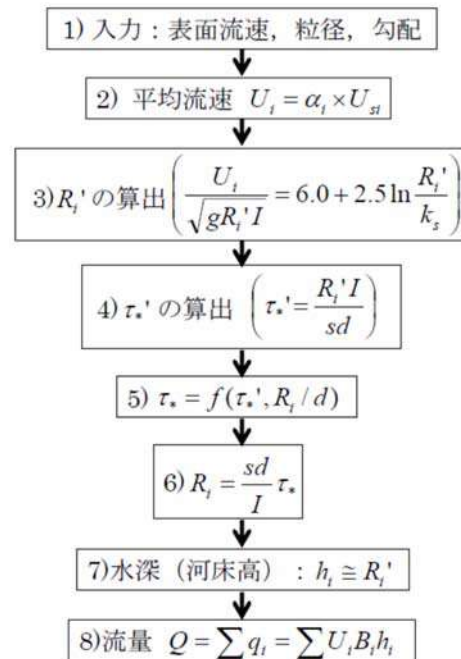 1) 入力：表面流速，粒径，勾配
2) 平均流速 U_i = α_i × U_{si}
3) R_i' の算出 ( U_i / √(gR_i'I) = 6.0 + 2.5 ln R_i' / k_s )
4) τ_*' の算出 ( τ_*' = R_i'I / sd )
5) τ_* = f(τ_*', R_i / d)
6) R_i = sd / I τ_*
7)水深（河床高）：h_i ≅ R_i'
8)流量 Q = ∑ q_i = ∑ U_i B_i h_i